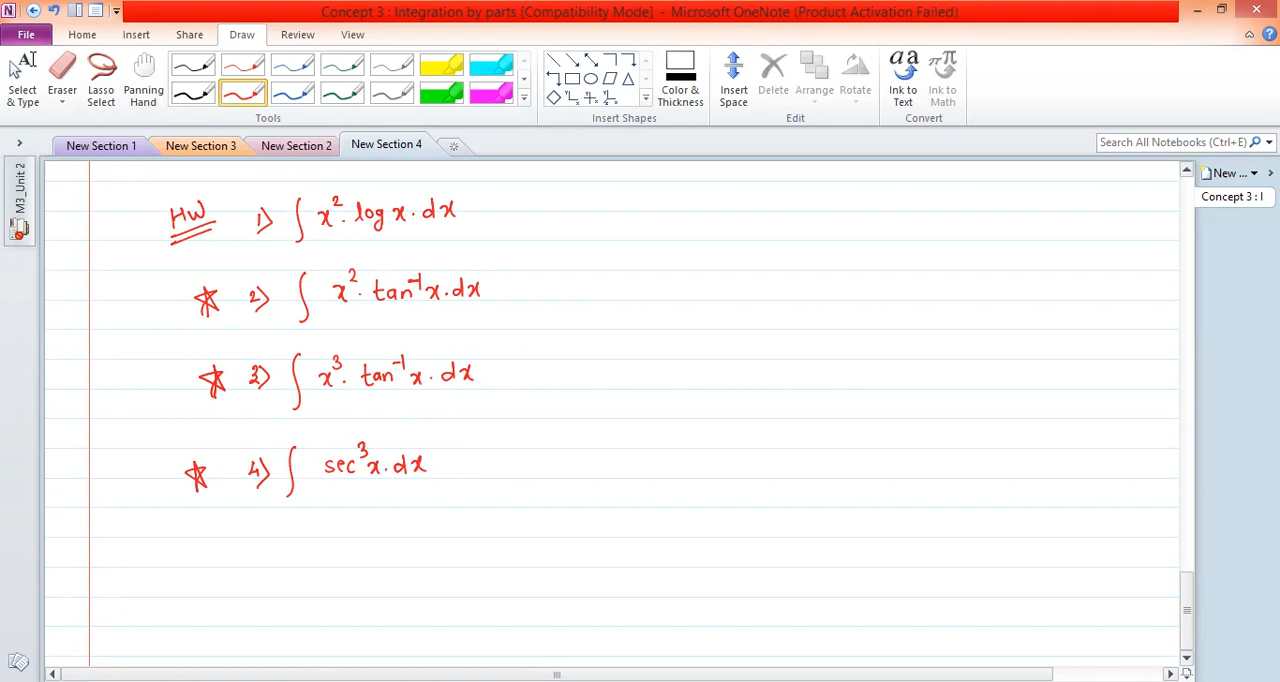 Concept 3 : Integration by parts [Compatibility Mode] - Microsoft OneNote (Product Activation Failed)
File Home Insert Share Draw Review View
Select & Type
Eraser
Lasso Select
Panning Hand
Color & Thickness
Insert Space
Delete
Arrange
Rotate
Ink to Text
Ink to Math
Tools
Insert Shapes
Edit
Convert
New Section 1 New Section 3 New Section 2 New Section 4
Search All Notebooks (Ctrl+E)
M3_Unit 2
New ...
Concept 3 : I
HW 1) ∫ x². log x. dx
☆ 2) ∫ x². tan⁻¹x. dx
☆ 3) ∫ x³. tan⁻¹x. dx
☆ 4) ∫ sec³x. dx